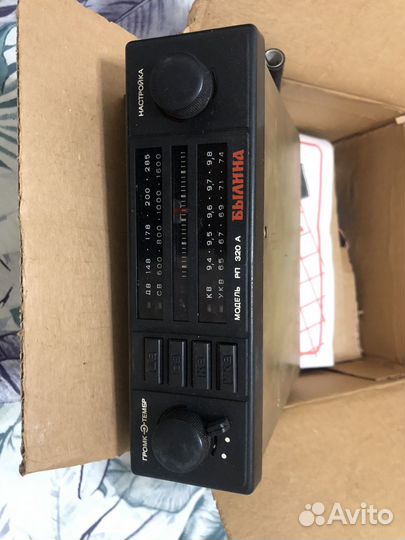 ГРОМК ТЕМБР
ДВ 148 · 178 · 200 · 285
СВ 600 · 800 · 1000 · 1600
КВ 9,4 · 9,5 · 9,6 · 9,7 · 9,8
УКВ 65 · 67 · 69 · 71 · 74
НАСТРОЙКА
БЫЛИНА
МОДЕЛЬ РП 320 А
Avito